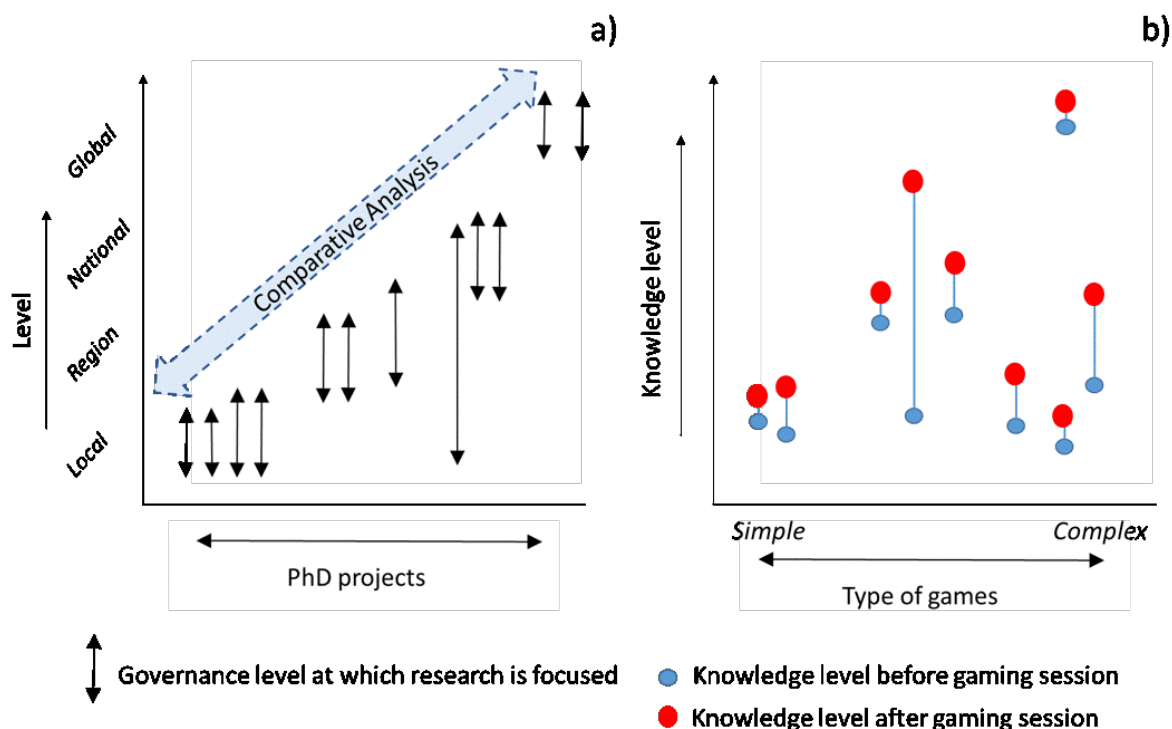 a)
Level
Global
National
Region
Local
Comparative Analysis
PhD projects
b)
Knowledge level
Simple
Complex
Type of games
Governance level at which research is focused
Knowledge level before gaming session
Knowledge level after gaming session